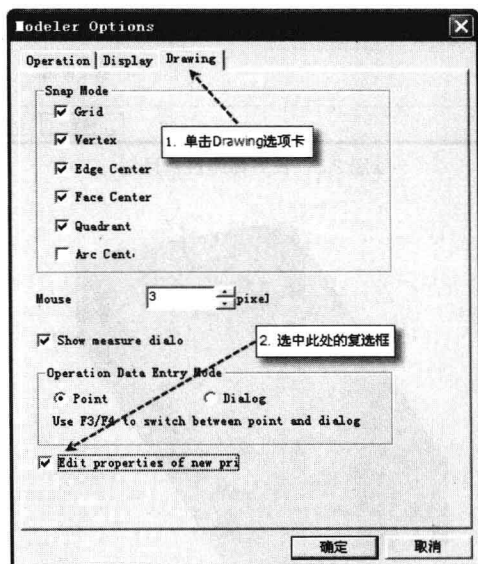 Modeler Options
Operation Display Drawing
Snap Mode
Grid
Vertex
1. 单击Drawing选项卡
Edge Center
Face Center
Quadrant
Arc Cent
Mouse 3 pixel
Show measure dialo
2. 选中此处的复选框
Operation Data Entry Mode
Point Dialog
Use F3/F4 to switch between point and dialog
Edit properties of new pri
确定 取消